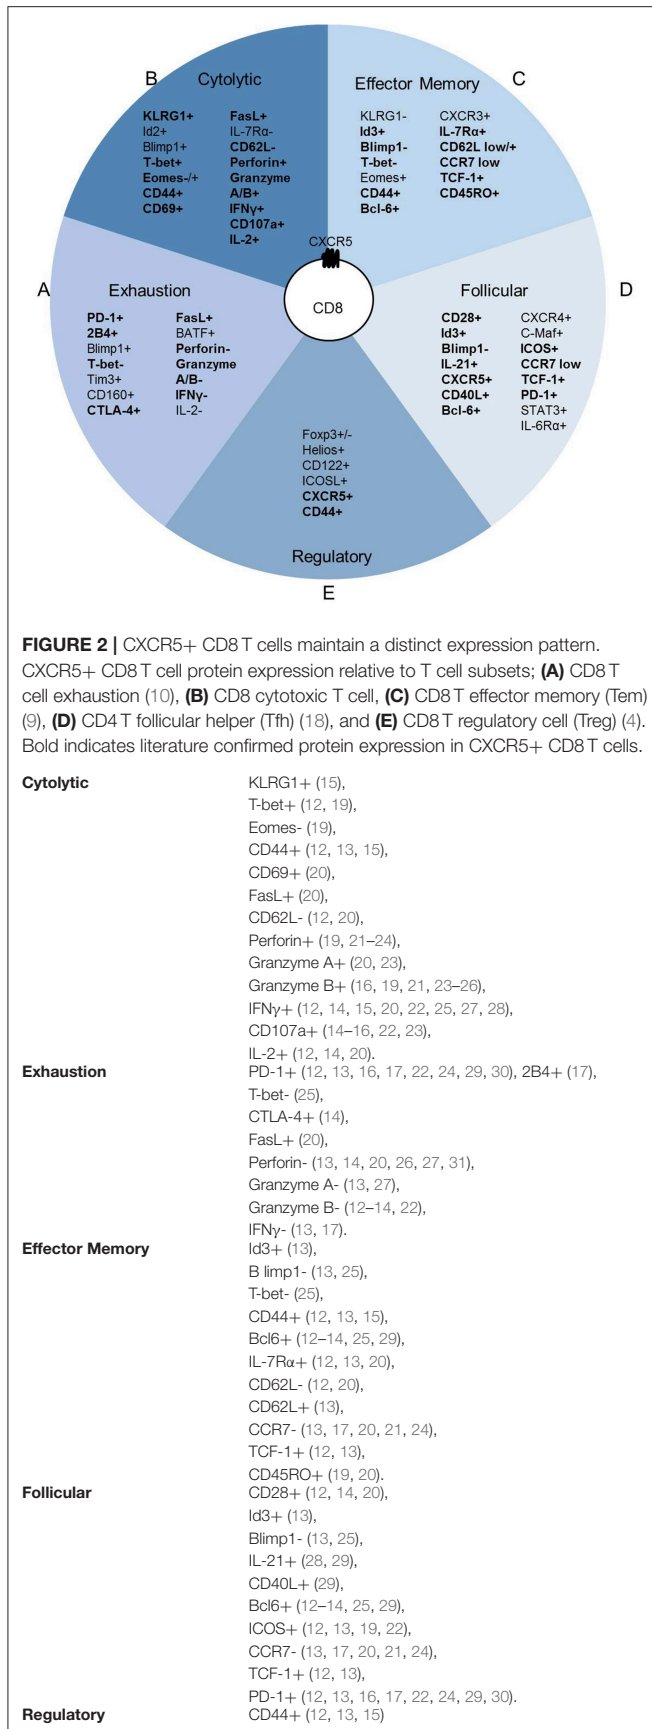 B
Cytolytic
KLRG1+
Id2+
Blimp1+
T-bet+
Eomes-/+
CD44+
CD69+
FasL+
IL-7Rα-
CD62L-
Perforin+
Granzyme
A/B+
IFNγ+
CD107a+
IL-2+
Effector Memory
C
KLRG1-
Id3+
Blimp1-
T-bet-
Eomes+
CD44+
Bcl-6+
CXCR3+
IL-7Rα+
CD62L low/+
CCR7 low
TCF-1+
CD45RO+
CXCR5
CD8
A
Exhaustion
PD-1+
2B4+
Blimp1+
T-bet-
Tim3+
CD160+
CTLA-4+
FasL+
BATF+
Perforin-
Granzyme
A/B-
IFNγ-
IL-2-
Follicular
D
CD28+
Id3+
Blimp1-
IL-21+
CXCR5+
CD40L+
Bcl-6+
CXCR4+
C-Maf+
ICOS+
CCR7 low
TCF-1+
PD-1+
STAT3+
IL-6Rα+
Foxp3+/-
Helios+
CD122+
ICOSL+
CXCR5+
CD44+
Regulatory
E
FIGURE 2 | CXCR5+ CD8 T cells maintain a distinct expression pattern.
CXCR5+ CD8 T cell protein expression relative to T cell subsets; (A) CD8 T
cell exhaustion (10), (B) CD8 cytotoxic T cell, (C) CD8 T effector memory (Tem)
(9), (D) CD4 T follicular helper (Tfh) (18), and (E) CD8 T regulatory cell (Treg) (4).
Bold indicates literature confirmed protein expression in CXCR5+ CD8 T cells.
Cytolytic KLRG1+ (15),
T-bet+ (12, 19),
Eomes- (19),
CD44+ (12, 13, 15),
CD69+ (20),
FasL+ (20),
CD62L- (12, 20),
Perforin+ (19, 21–24),
Granzyme A+ (20, 23),
Granzyme B+ (16, 19, 21, 23–26),
IFNγ+ (12, 14, 15, 20, 22, 25, 27, 28),
CD107a+ (14–16, 22, 23),
IL-2+ (12, 14, 20).
Exhaustion PD-1+ (12, 13, 16, 17, 22, 24, 29, 30), 2B4+ (17),
T-bet- (25),
CTLA-4+ (14),
FasL+ (20),
Perforin- (13, 14, 20, 26, 27, 31),
Granzyme A- (13, 27),
Granzyme B- (12–14, 22),
IFNγ- (13, 17).
Effector Memory Id3+ (13),
B limp1- (13, 25),
T-bet- (25),
CD44+ (12, 13, 15),
Bcl6+ (12–14, 25, 29),
IL-7Rα+ (12, 13, 20),
CD62L- (12, 20),
CD62L+ (13),
CCR7- (13, 17, 20, 21, 24),
TCF-1+ (12, 13),
CD45RO+ (19, 20).
Follicular CD28+ (12, 14, 20),
Id3+ (13),
Blimp1- (13, 25),
IL-21+ (28, 29),
CD40L+ (29),
Bcl6+ (12–14, 25, 29),
ICOS+ (12, 13, 19, 22),
CCR7- (13, 17, 20, 21, 24),
TCF-1+ (12, 13),
PD-1+ (12, 13, 16, 17, 22, 24, 29, 30).
Regulatory CD44+ (12, 13, 15)